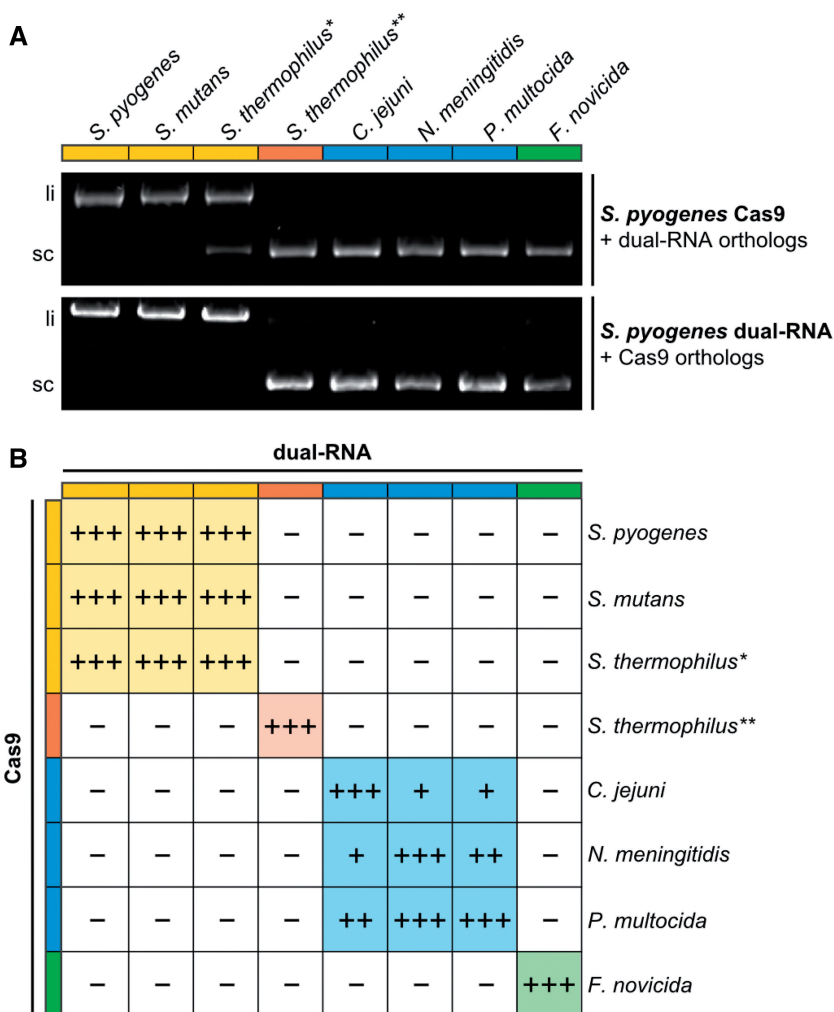 A
S. pyogenes
S. mutans
S. thermophilus*
S. thermophilus**
C. jejuni
N. meningitidis
P. multocida
F. novicida
li
sc
S. pyogenes Cas9
+ dual-RNA orthologs
li
sc
S. pyogenes dual-RNA
+ Cas9 orthologs
B
dual-RNA
Cas9
+++ +++ +++ – – – – – S. pyogenes
+++ +++ +++ – – – – – S. mutans
+++ +++ +++ – – – – – S. thermophilus*
– – – +++ – – – – S. thermophilus**
– – – – +++ + + – C. jejuni
– – – – + +++ ++ – N. meningitidis
– – – – ++ +++ +++ – P. multocida
– – – – – – – +++ F. novicida